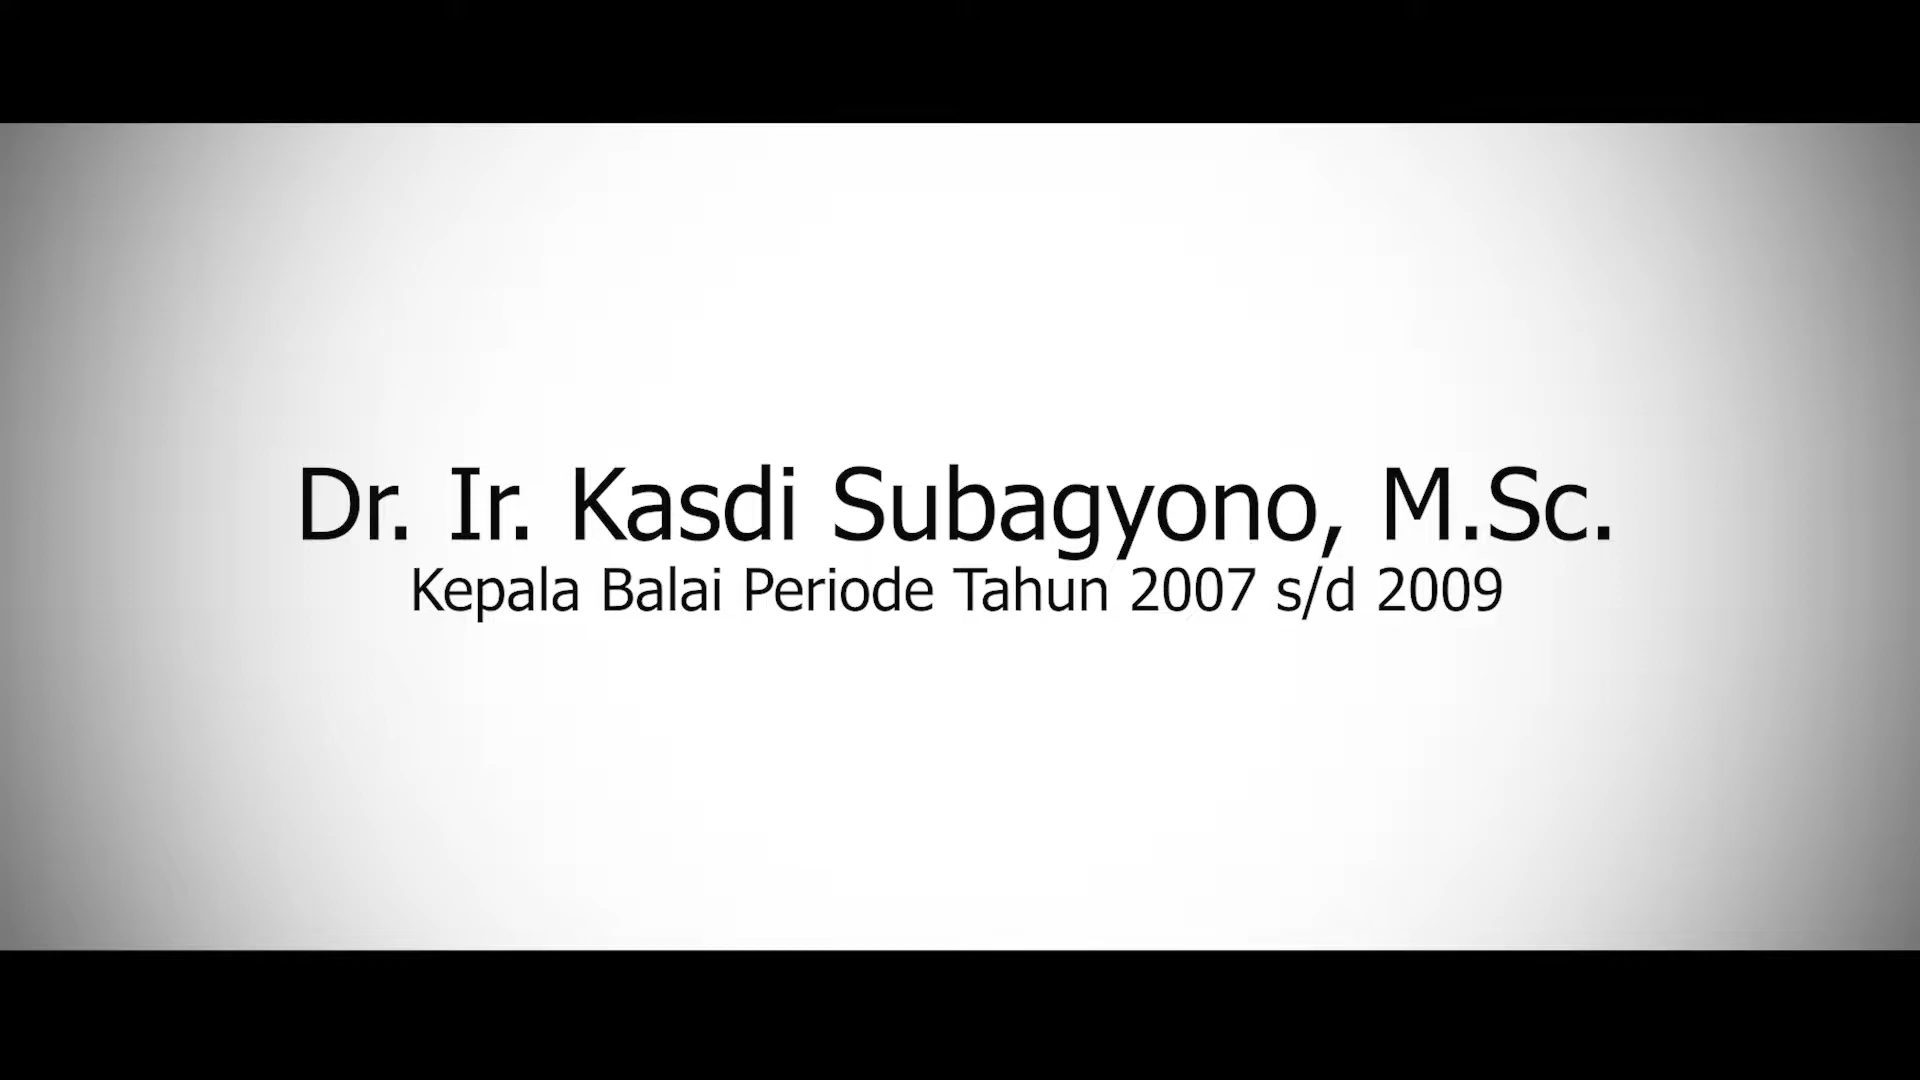 Dr. Ir. Kasdi Subagyono, M.Sc.
Kepala Balai Periode Tahun 2007 s/d 2009